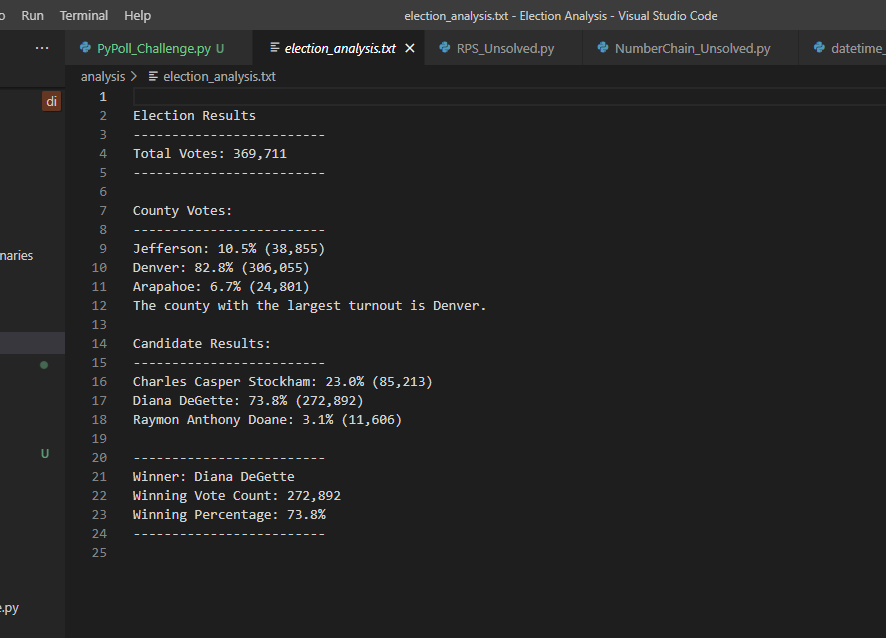 Run Terminal Help election_analysis.txt - Election Analysis - Visual Studio Code
... PyPoll_Challenge.py U election_analysis.txt × RPS_Unsolved.py NumberChain_Unsolved.py datetime_
analysis > election_analysis.txt
di
1
2 Election Results
3 -------------------------
4 Total Votes: 369,711
5 -------------------------
6
7 County Votes:
8 -------------------------
naries
9 Jefferson: 10.5% (38,855)
10 Denver: 82.8% (306,055)
11 Arapahoe: 6.7% (24,801)
12 The county with the largest turnout is Denver.
13
14 Candidate Results:
15 -------------------------
16 Charles Casper Stockham: 23.0% (85,213)
17 Diana DeGette: 73.8% (272,892)
18 Raymon Anthony Doane: 3.1% (11,606)
19
U
20 -------------------------
21 Winner: Diana DeGette
22 Winning Vote Count: 272,892
23 Winning Percentage: 73.8%
24 -------------------------
25
.py